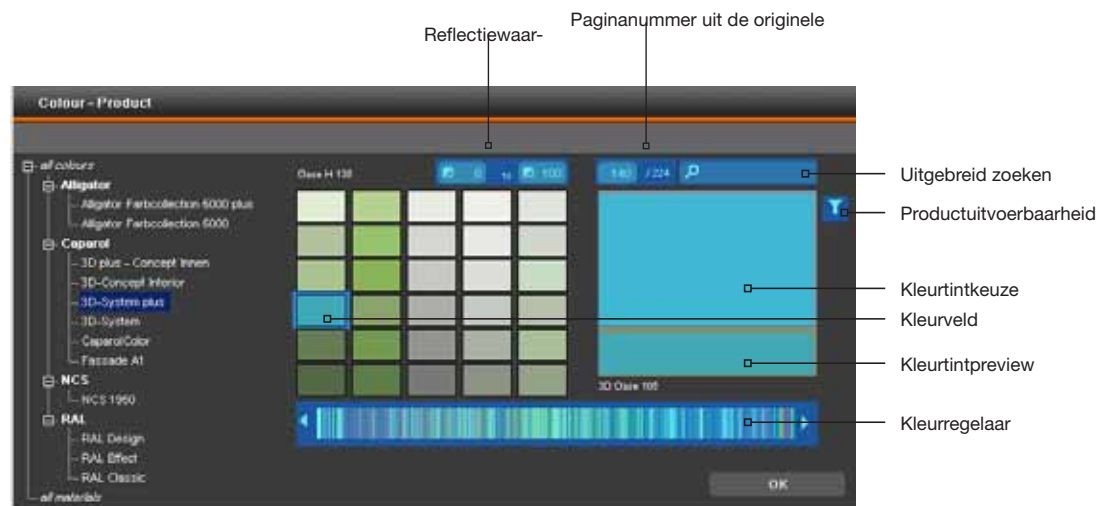 Paginanummer uit de originele
Reflectiewaar-
Colour - Product
all colours
Alligator
Alligator Farbcollection 6000 plus
Alligator Farbcollection 6000
Caparol
3D plus - Concept Innen
3D-Concept Interior
3D-System plus
3D-System
CaparolColor
Fassade A1
NCS
NCS 1950
RAL
RAL Design
RAL Effect
RAL Classic
all materials
Oase H 138
0 to 100
140 / 224
3D Oase 105
OK
Uitgebreid zoeken
Productuitvoerbaarheid
Kleurtintkeuze
Kleurveld
Kleurtintpreview
Kleurregelaar